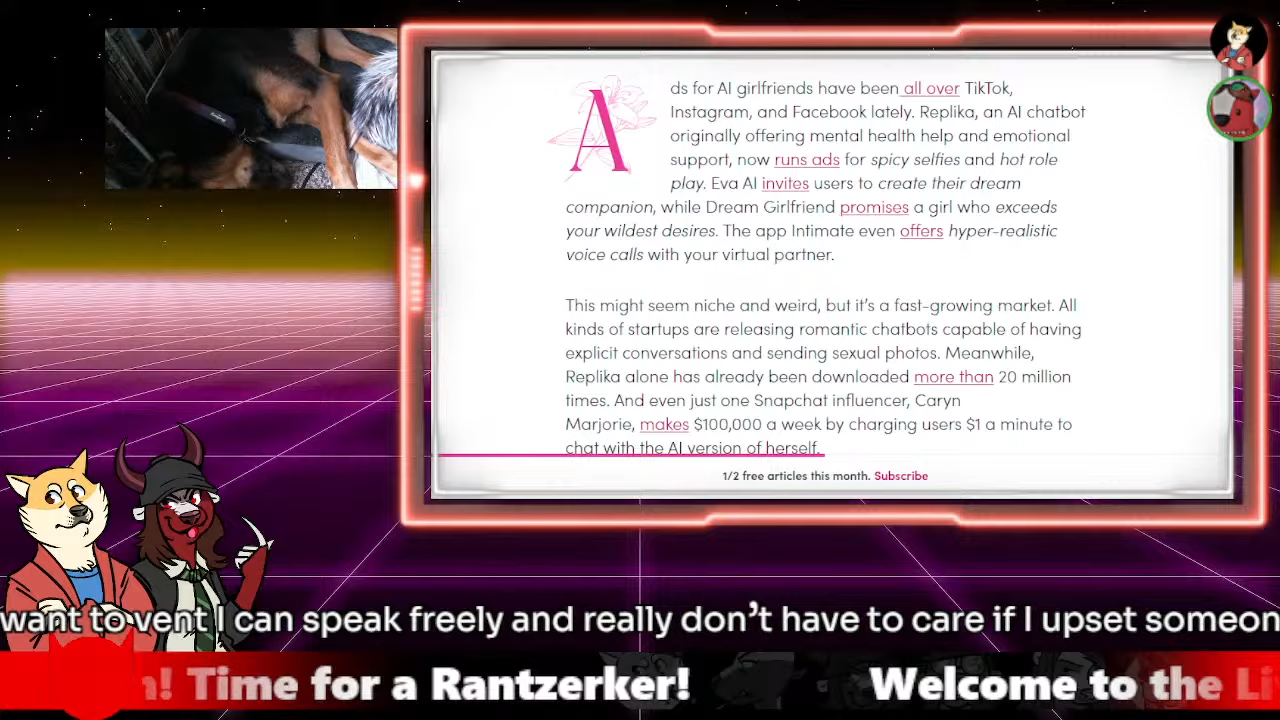 Ads for AI girlfriends have been all over TikTok,
Instagram, and Facebook lately. Replika, an AI chatbot
originally offering mental health help and emotional
support, now runs ads for spicy selfies and hot role
play. Eva AI invites users to create their dream
companion, while Dream Girlfriend promises a girl who exceeds
your wildest desires. The app Intimate even offers hyper-realistic
voice calls with your virtual partner.
This might seem niche and weird, but it's a fast-growing market. All
kinds of startups are releasing romantic chatbots capable of having
explicit conversations and sending sexual photos. Meanwhile,
Replika alone has already been downloaded more than 20 million
times. And even just one Snapchat influencer, Caryn
Marjorie, makes $100,000 a week by charging users $1 a minute to
chat with the AI version of herself.
1/2 free articles this month. Subscribe
want to vent I can speak freely and really don't have to care if I upset someon
! Time for a Rantzerker! Welcome to the Li